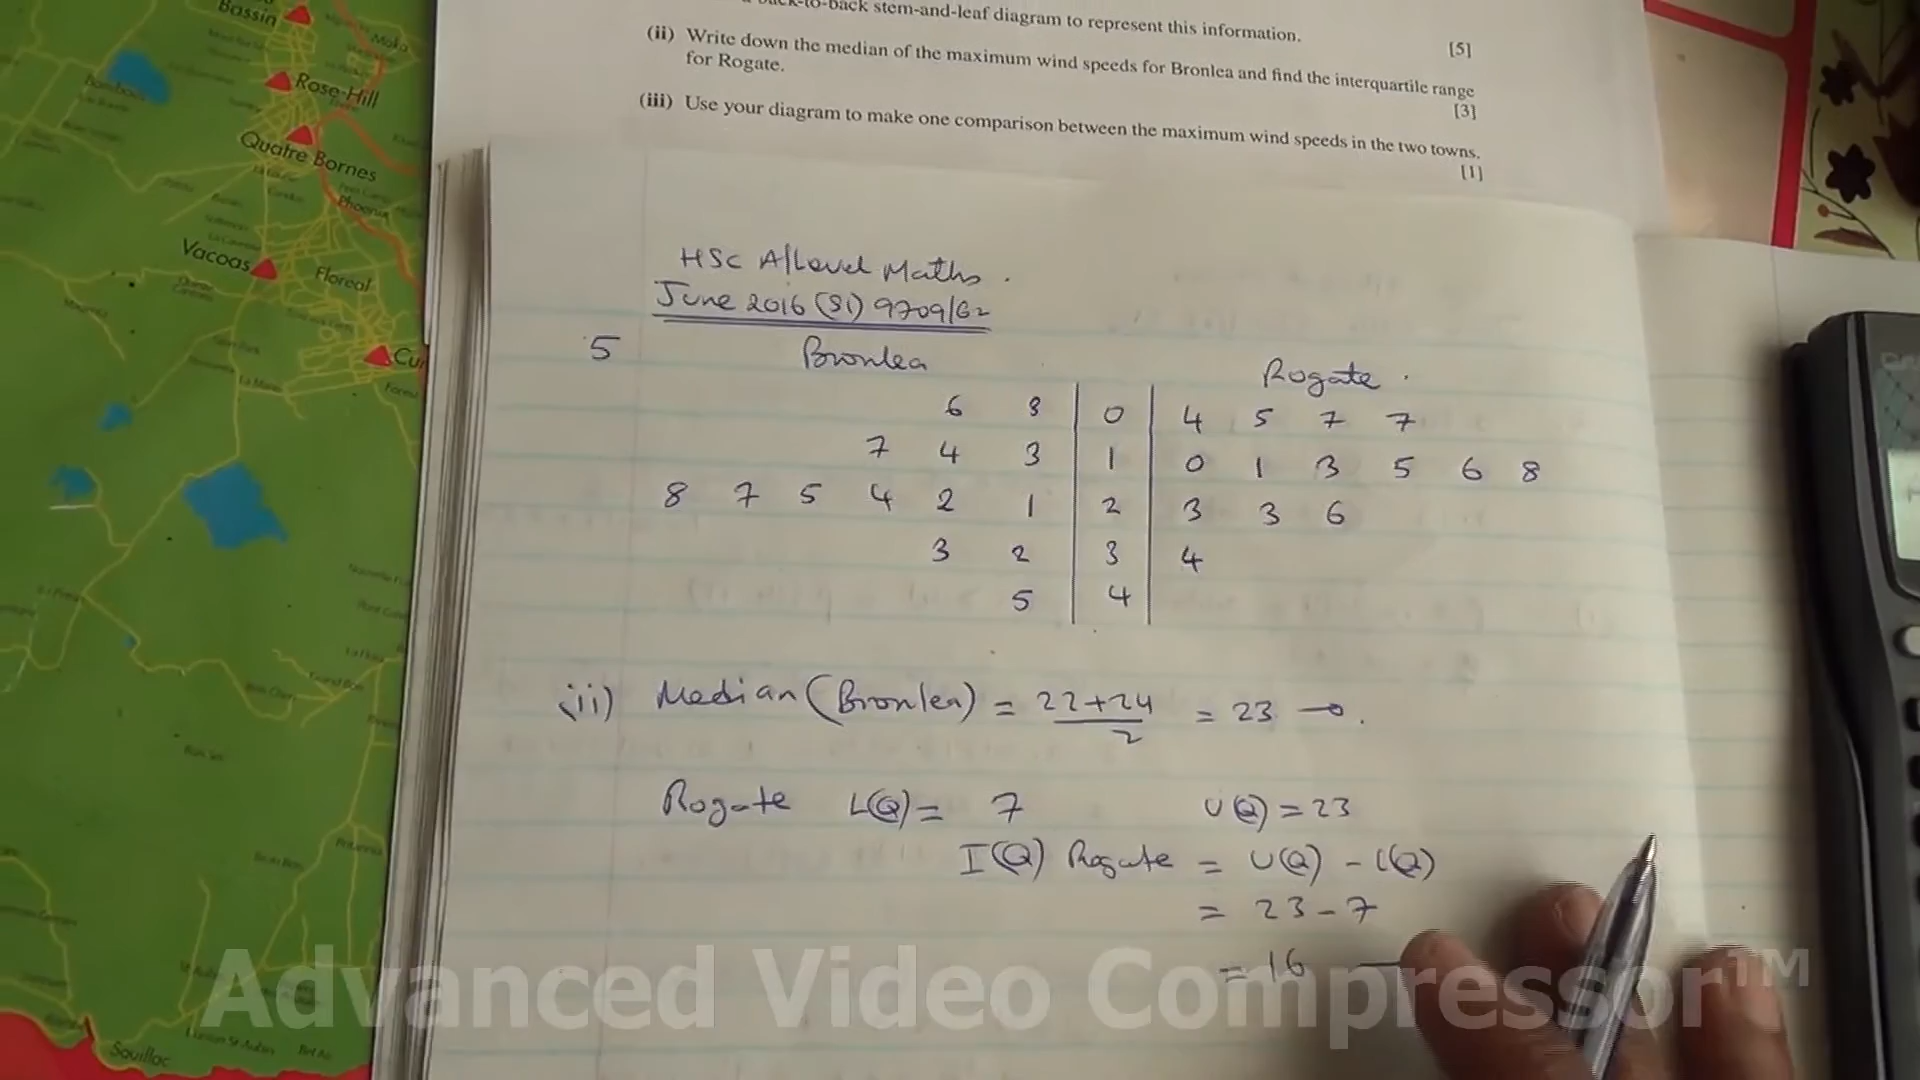 Bassin
Moka
Rose-Hill
Quatre Bornes
Phoenix
Vacoas
Floreal
Cur
Souillac
back-to-back stem-and-leaf diagram to represent this information.
[5]
(ii) Write down the median of the maximum wind speeds for Bronlea and find the interquartile range
for Rogate.
[3]
(iii) Use your diagram to make one comparison between the maximum wind speeds in the two towns.
[1]
HSC A/Level Maths.
June 2016 (S1) 9709/62
5 Bronlea Rogate.
6 8 | 0 | 4 5 7 7
7 4 3 | 1 | 0 1 3 5 6 8
8 7 5 4 2 1 | 2 | 3 3 6
3 2 | 3 | 4
5 | 4 |
(ii) Median (Bronlea) = 22+24/2 = 23
Rogate L(Q) = 7 U(Q) = 23
I(Q) Rogate = U(Q) - L(Q)
= 23-7
= 16
Advanced Video Compressor™